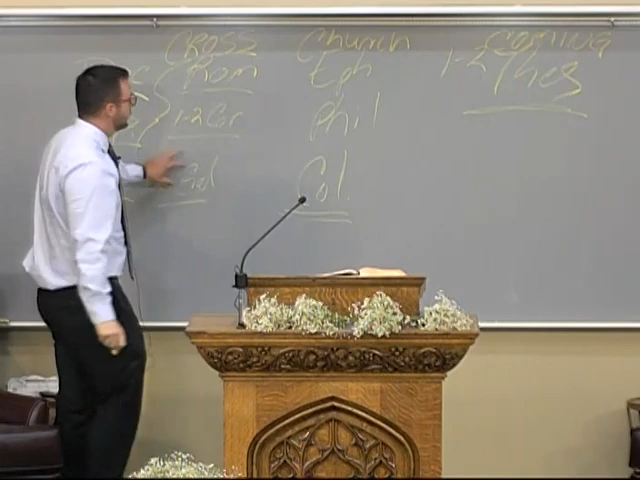 Cross Church Coming
Rom Eph 1-2 Thes
1-2 Cor Phil
Gal Col.